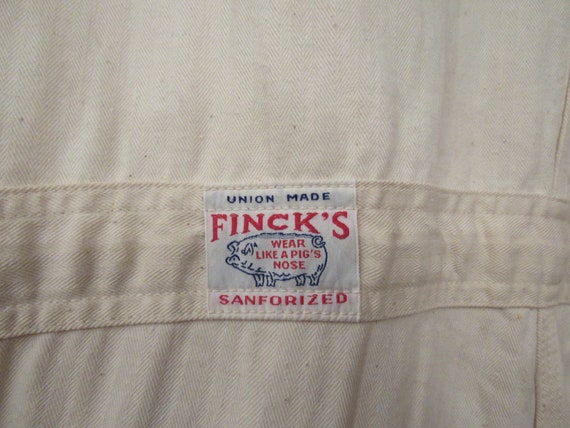 UNION MADE
FINCK'S
WEAR
LIKE A PIG'S
NOSE
SANFORIZED